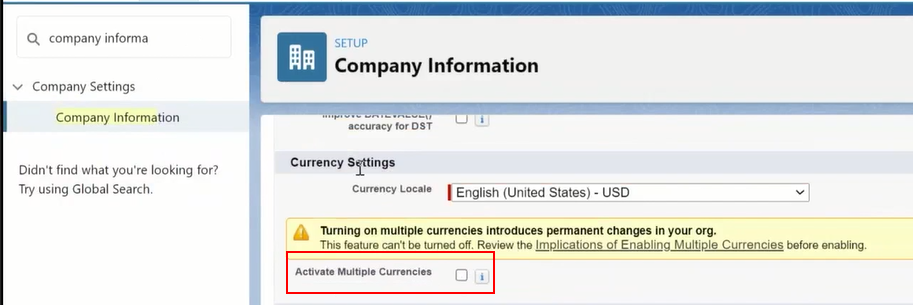 company informa
Company Settings
Company Information
Didn't find what you're looking for?
Try using Global Search.
SETUP
Company Information
Improve DATEVALUE()
accuracy for DST
Currency Settings
Currency Locale
English (United States) - USD
Turning on multiple currencies introduces permanent changes in your org.
This feature can't be turned off. Review the Implications of Enabling Multiple Currencies before enabling.
Activate Multiple Currencies